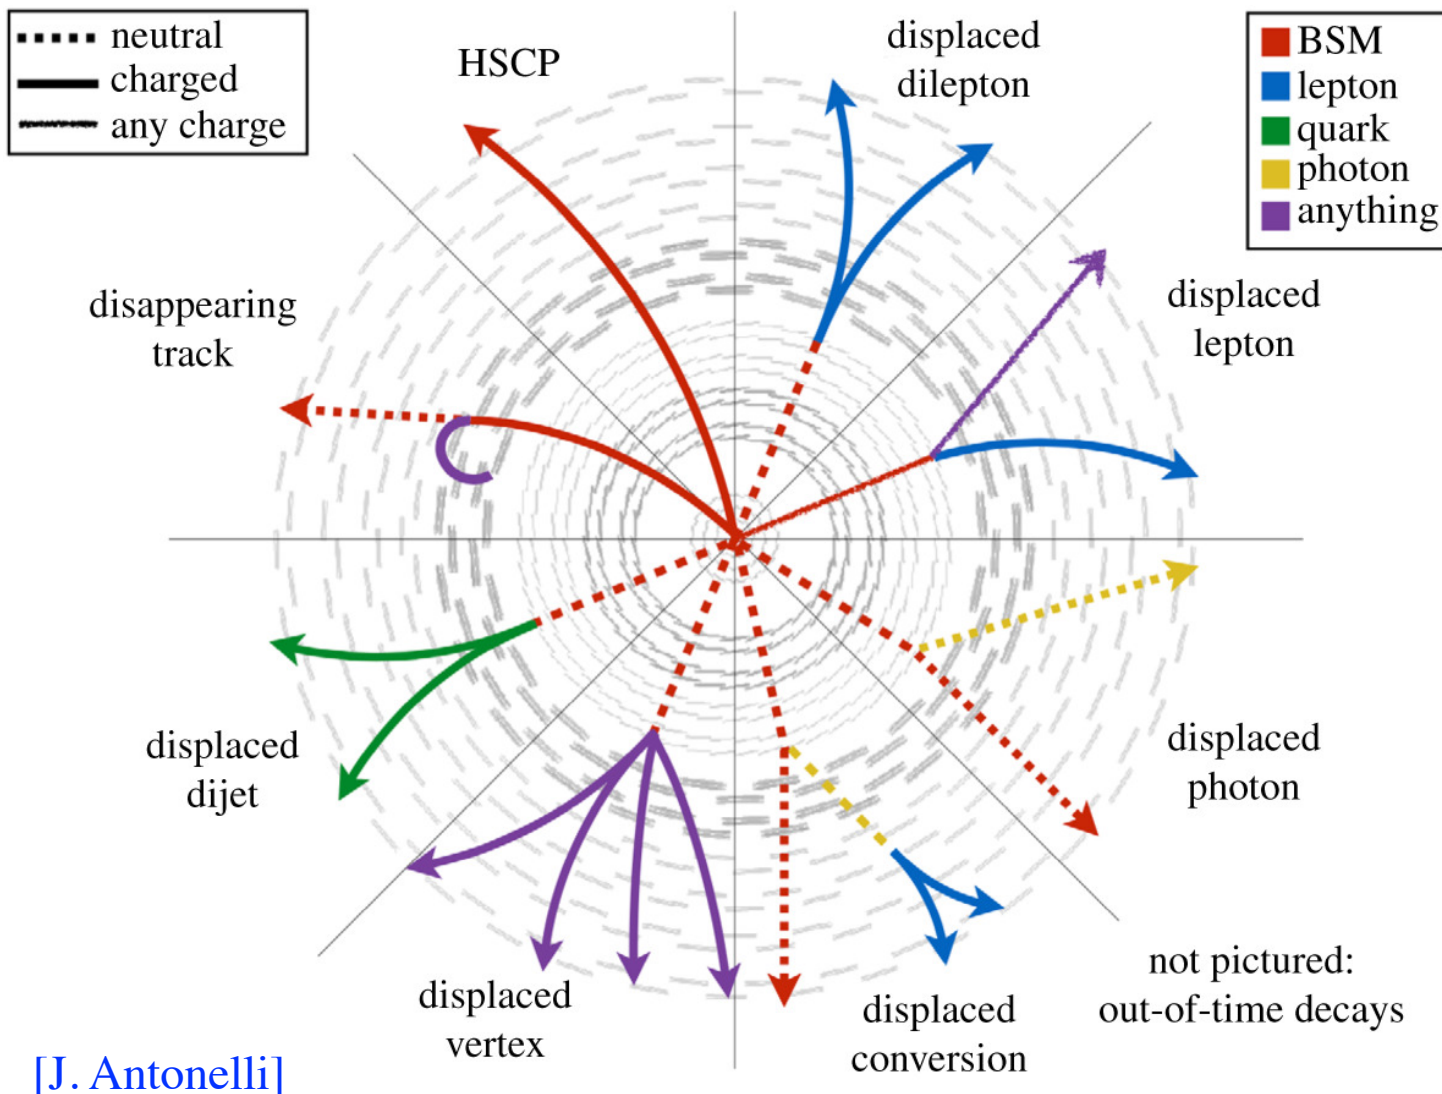 neutral
charged
any charge
HSCP
displaced
dilepton
BSM
lepton
quark
photon
anything
disappearing
track
displaced
lepton
displaced
dijet
displaced
photon
displaced
vertex
displaced
conversion
not pictured:
out-of-time decays
[J. Antonelli]